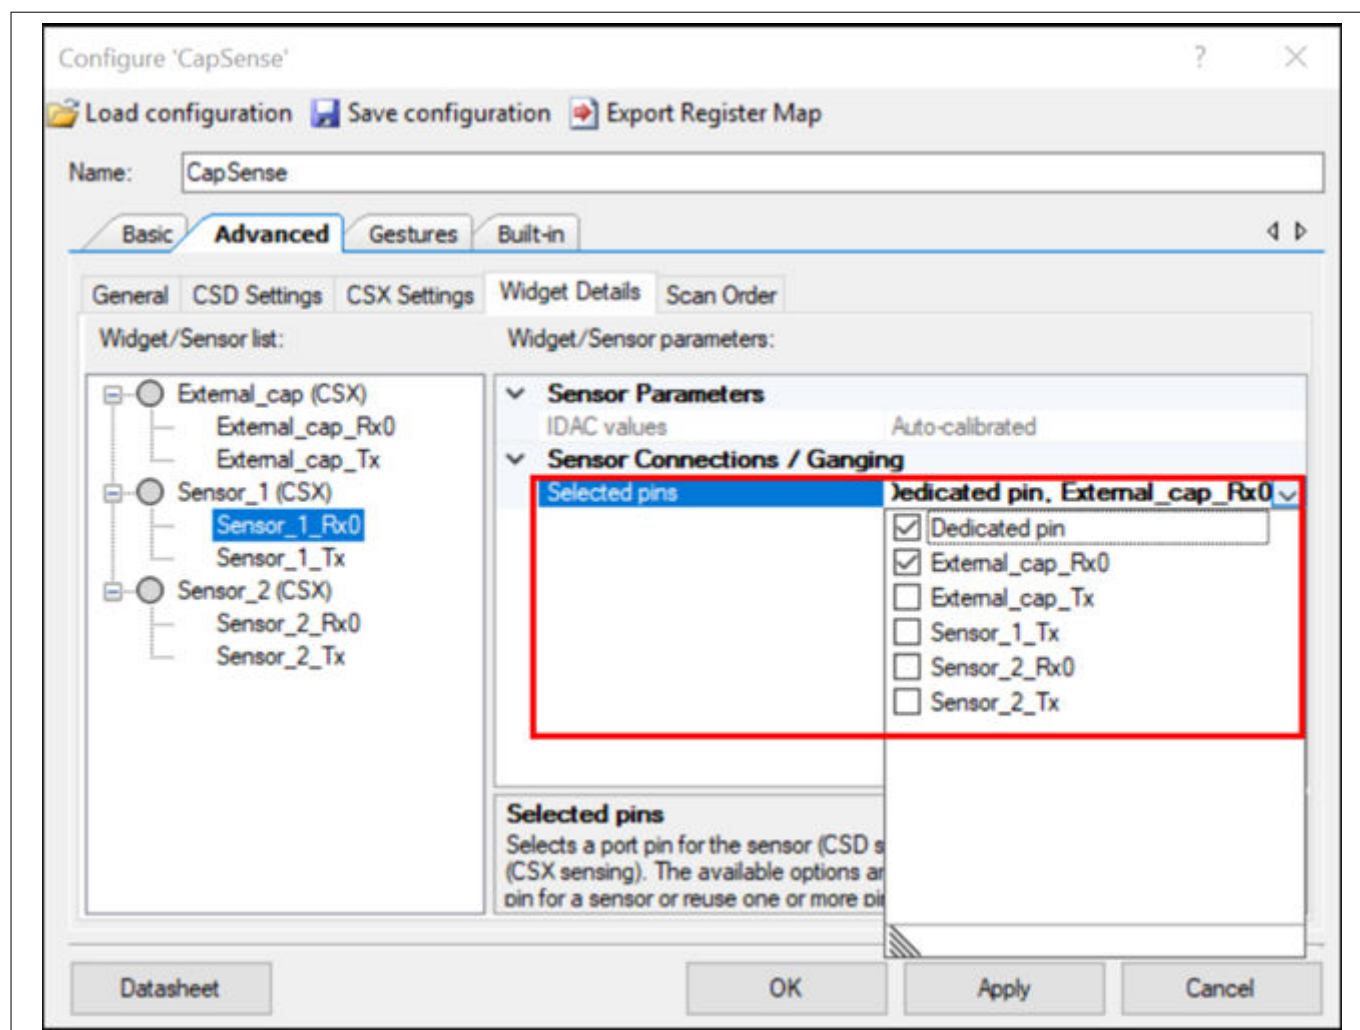 Configure 'CapSense' ?
Load configuration Save configuration Export Register Map
Name: CapSense
Basic Advanced Gestures Built-in
General CSD Settings CSX Settings Widget Details Scan Order
Widget/Sensor list: Widget/Sensor parameters:
External_cap (CSX) Sensor Parameters
External_cap_Rx0 IDAC values Auto-calibrated
External_cap_Tx Sensor Connections / Ganging
Sensor_1 (CSX) Selected pins Dedicated pin, External_cap_Rx0
Sensor_1_Rx0 Dedicated pin
Sensor_1_Tx External_cap_Rx0
Sensor_2 (CSX) External_cap_Tx
Sensor_2_Rx0 Sensor_1_Tx
Sensor_2_Tx Sensor_2_Rx0
Sensor_2_Tx
Selected pins
Selects a port pin for the sensor (CSD s
(CSX sensing). The available options ar
pin for a sensor or reuse one or more pi
Datasheet OK Apply Cancel